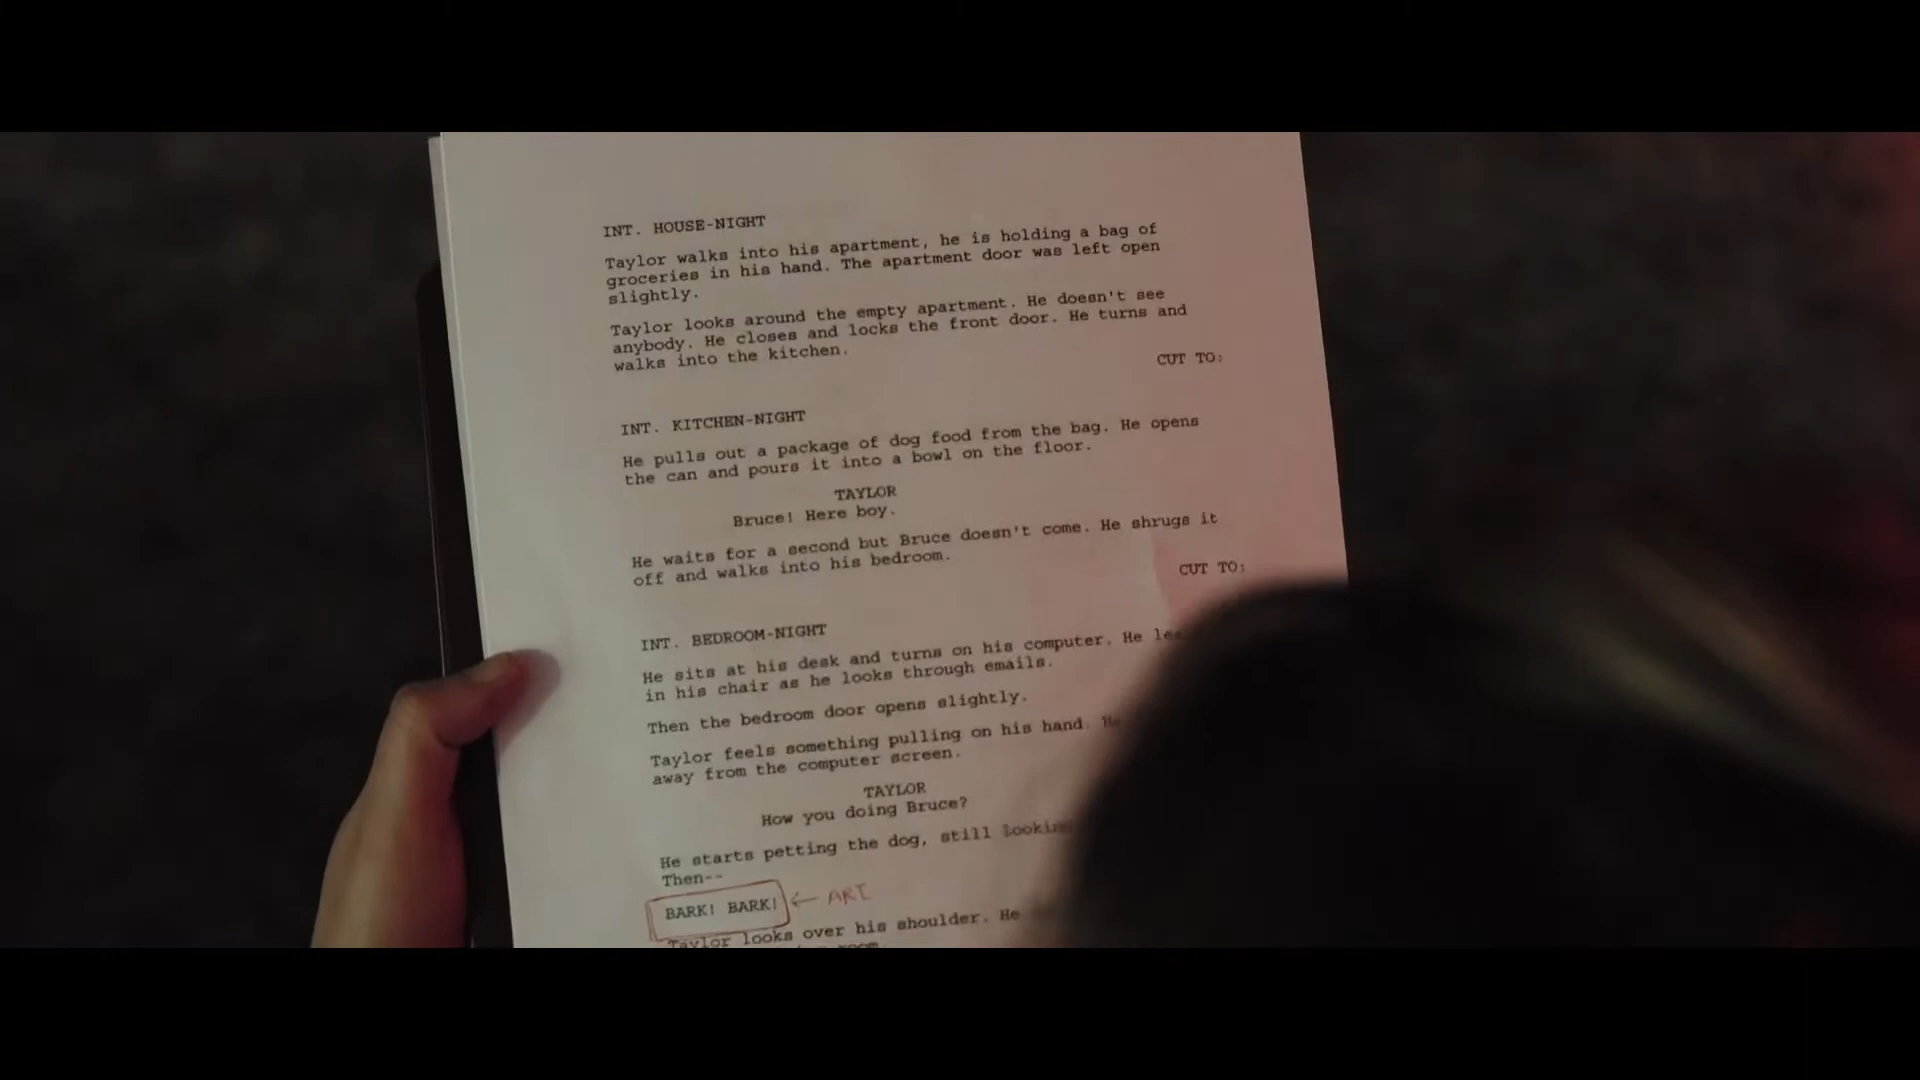 INT. HOUSE-NIGHT
Taylor walks into his apartment, he is holding a bag of
groceries in his hand. The apartment door was left open
slightly.
Taylor looks around the empty apartment. He doesn't see
anybody. He closes and locks the front door. He turns and
walks into the kitchen.
CUT TO:
INT. KITCHEN-NIGHT
He pulls out a package of dog food from the bag. He opens
the can and pours it into a bowl on the floor.
TAYLOR
Bruce! Here boy.
He waits for a second but Bruce doesn't come. He shrugs it
off and walks into his bedroom.
CUT TO:
INT. BEDROOM-NIGHT
He sits at his desk and turns on his computer. He
in his chair as he looks through emails.
Then the bedroom door opens slightly.
Taylor feels something pulling on his hand.
away from the computer screen.
TAYLOR
How you doing Bruce?
He starts petting the dog, still
Then--
BARK! BARK! ← ART
Taylor looks over his shoulder. He
room.